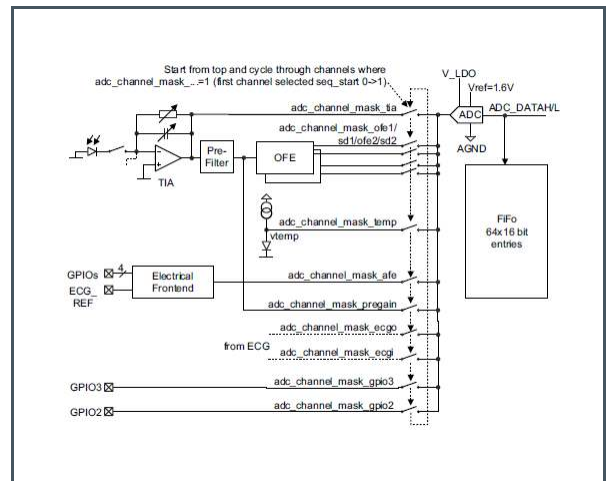 Start from top and cycle through channels where
adc_channel_mask_...=1 (first channel selected seq_start 0->1)
V_LDO
Vref=1.6V
adc_channel_mask_tia
ADC
ADC_DATAH/L
adc_channel_mask_ofe1/
sd1/ofe2/sd2
AGND
Pre-
Filter
OFE
TIA
adc_channel_mask_temp
vtemp
FiFo
64x16 bit
entries
GPIOs
4
ECG_
REF
Electrical
Frontend
adc_channel_mask_afe
adc_channel_mask_pregain
adc_channel_mask_ecgo
from ECG
adc_channel_mask_ecgi
GPIO3
adc_channel_mask_gpio3
GPIO2
adc_channel_mask_gpio2